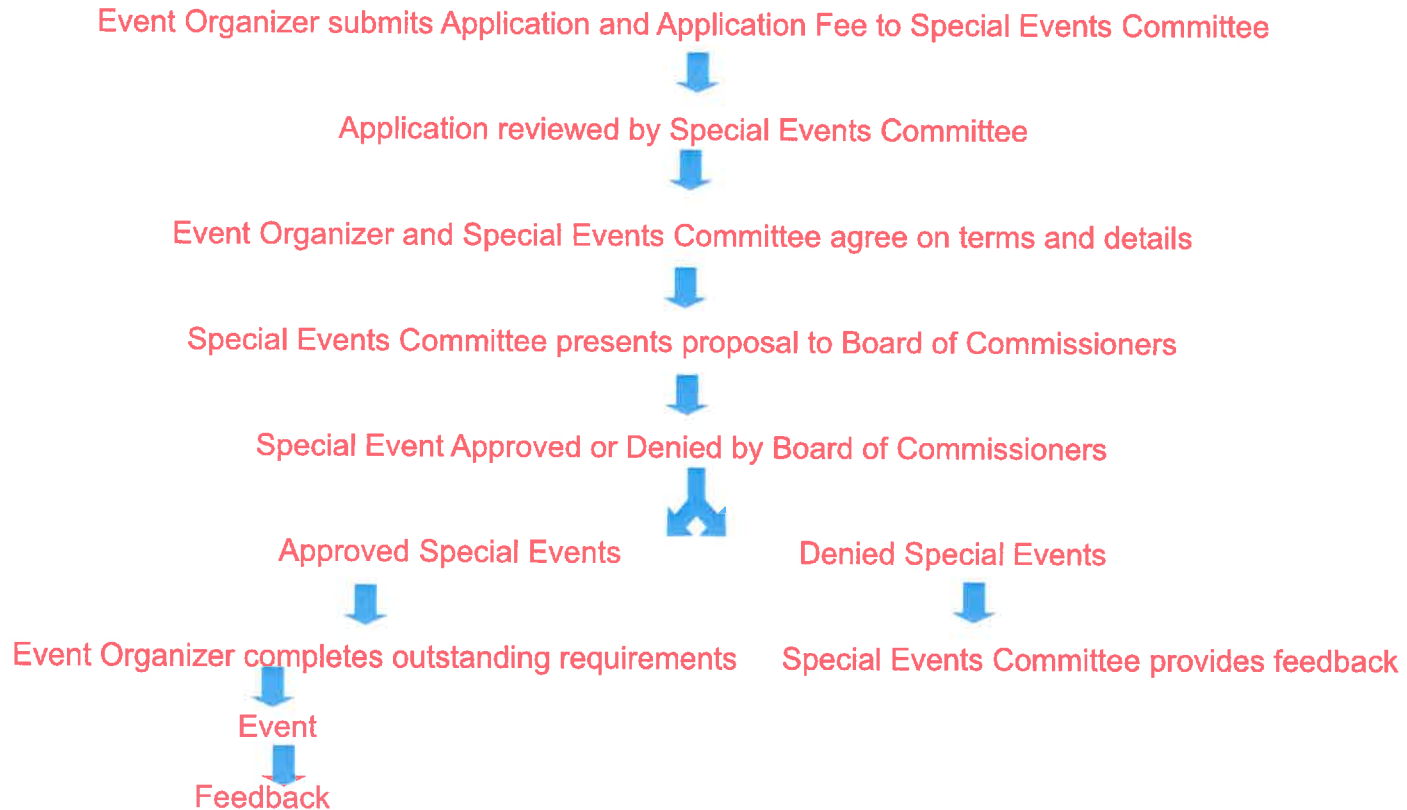 Event Organizer submits Application and Application Fee to Special Events Committee
Application reviewed by Special Events Committee
Event Organizer and Special Events Committee agree on terms and details
Special Events Committee presents proposal to Board of Commissioners
Special Event Approved or Denied by Board of Commissioners
Approved Special Events
Denied Special Events
Event Organizer completes outstanding requirements
Special Events Committee provides feedback
Event
Feedback